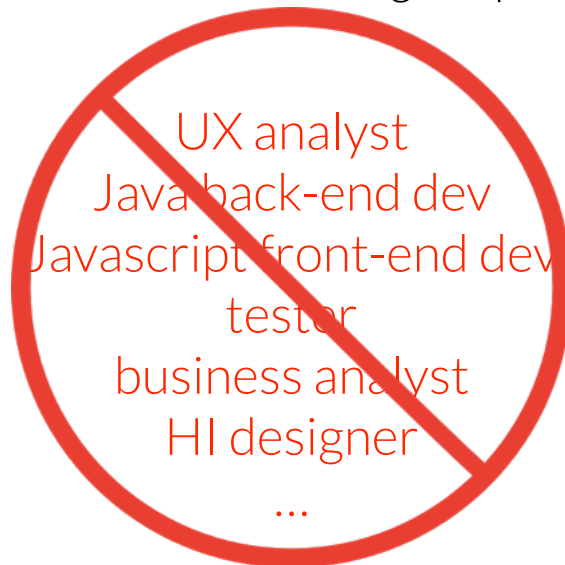 UX analyst
Java back-end dev
Javascript front-end dev
tester
business analyst
HI designer
...